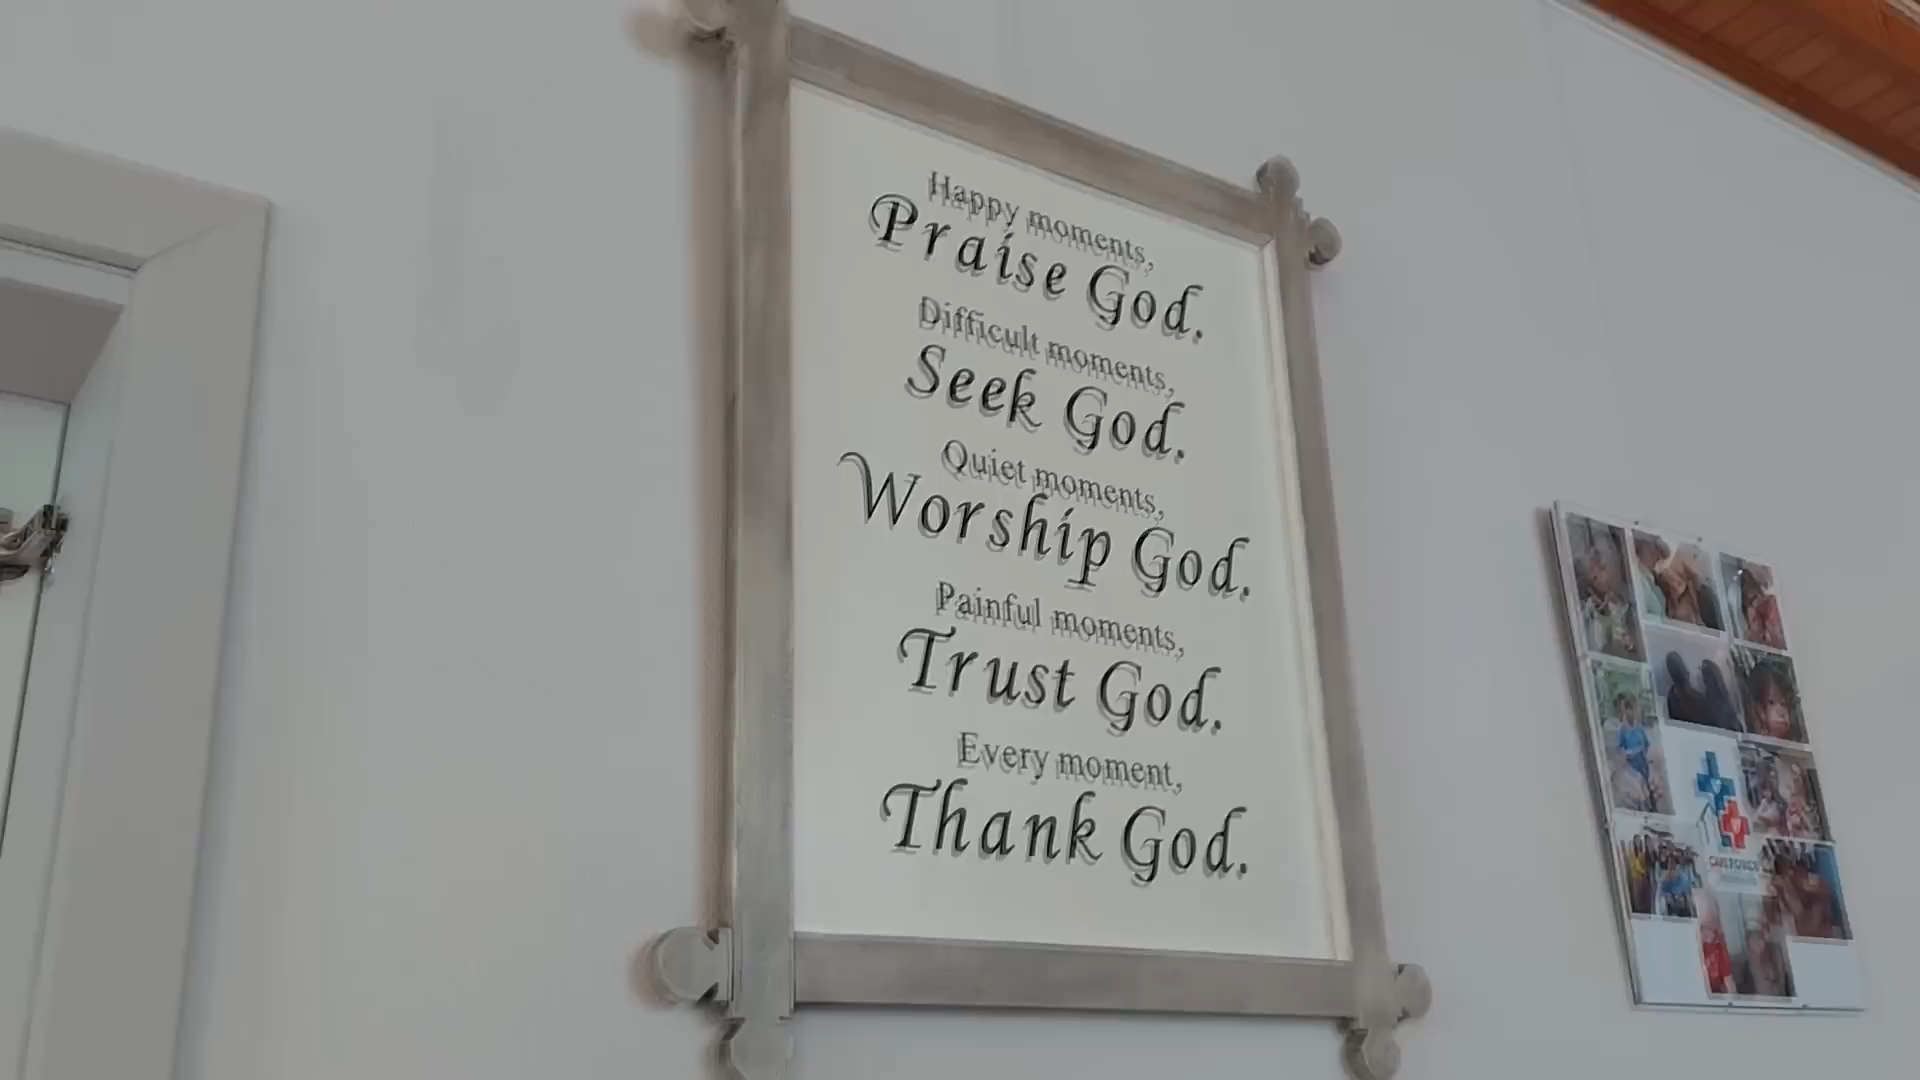 Happy moments,
Praise God.
Difficult moments,
Seek God.
Quiet moments,
Worship God.
Painful moments,
Trust God.
Every moment,
Thank God.